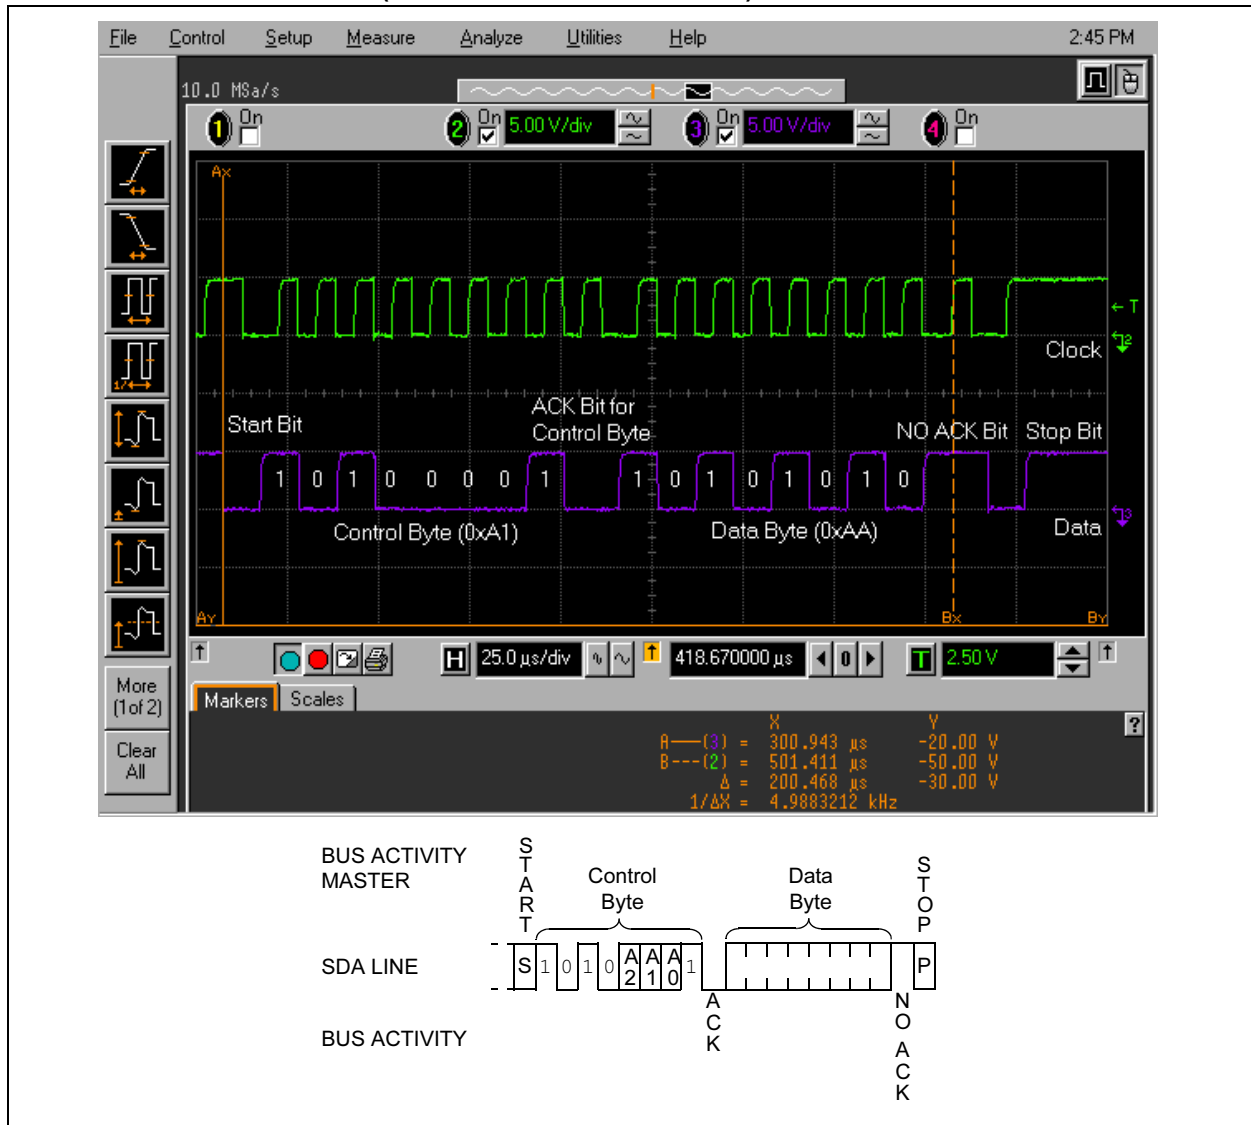 File Control Setup Measure Analyze Utilities Help 2:45 PM
10.0 MSa/s
1 On 2 On 5.00 V/div 3 On 5.00 V/div 4 On
Ax
T
2
Clock
ACK Bit for
Control Byte
Start Bit
NO ACK Bit Stop Bit
1 0 1 0 0 0 0 1 1 0 1 0 1 0 1 0
3
Control Byte (0xA1) Data Byte (0xAA) Data
Ay Bx By
H 25.0 µs/div 418.670000 µs 0 T 2.50 V
More
(1of 2)
Clear
All
Markers Scales
?
X Y
A——(3) = 300.943 µs -20.00 V
B---(2) = 501.411 µs -50.00 V
Δ = 200.468 µs -30.00 V
1/ΔX = 4.9883212 kHz
BUS ACTIVITY
MASTER
START
Control
Byte
Data
Byte
STOP
SDA LINE
S 1 0 1 0 A2 A1 A0 1 P
BUS ACTIVITY
ACK
NO ACK